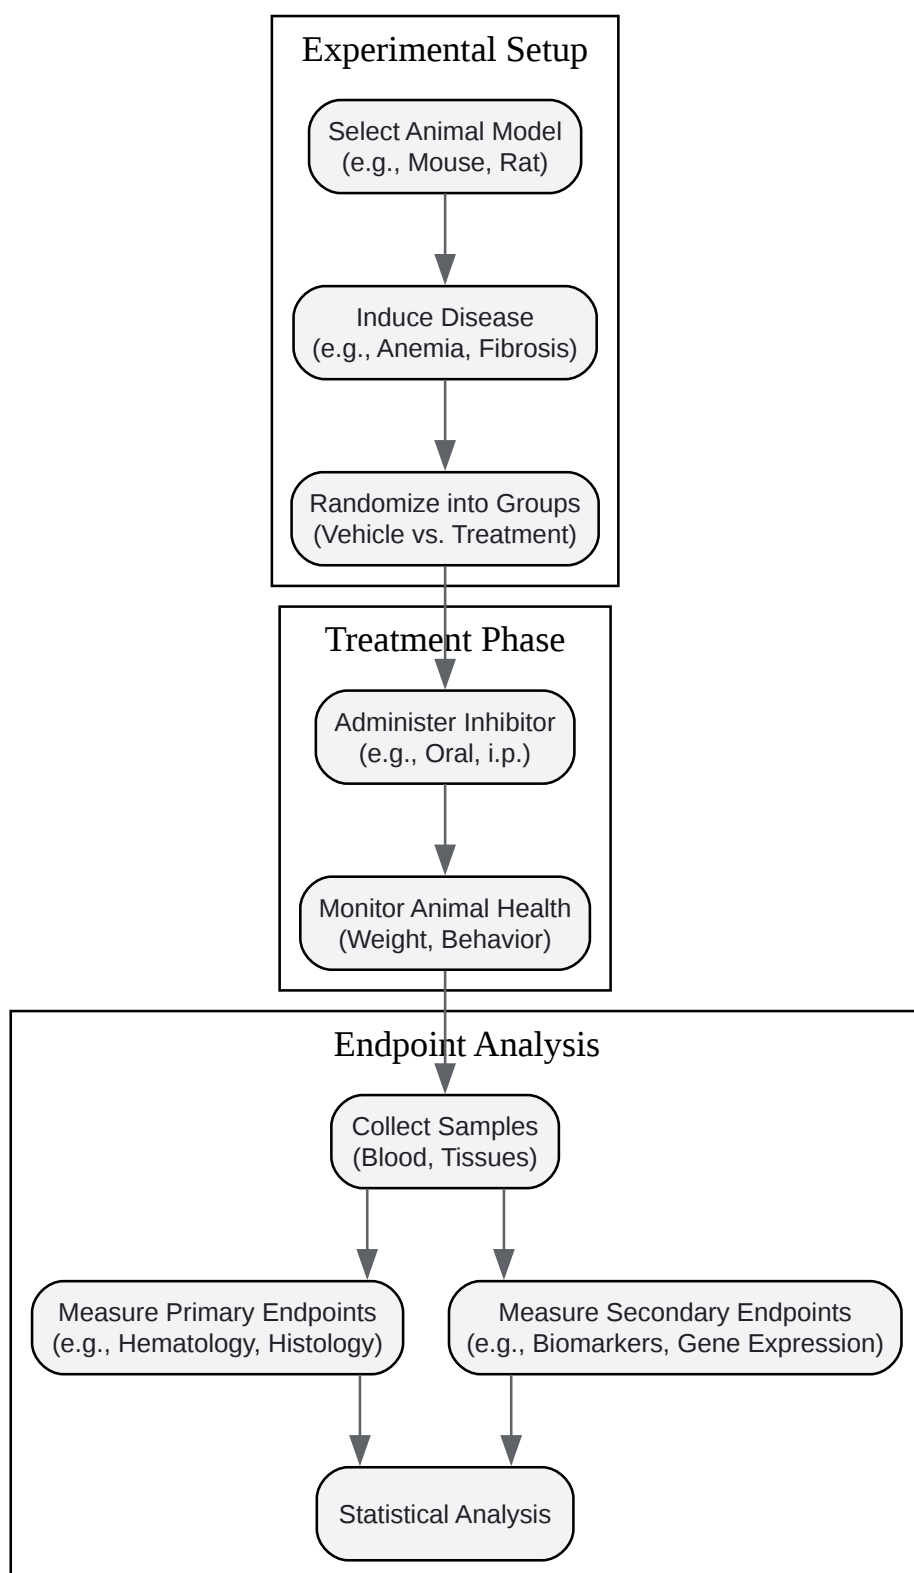 Experimental Setup
Select Animal Model
(e.g., Mouse, Rat)
Induce Disease
(e.g., Anemia, Fibrosis)
Randomize into Groups
(Vehicle vs. Treatment)
Treatment Phase
Administer Inhibitor
(e.g., Oral, i.p.)
Monitor Animal Health
(Weight, Behavior)
Endpoint Analysis
Collect Samples
(Blood, Tissues)
Measure Primary Endpoints
(e.g., Hematology, Histology)
Measure Secondary Endpoints
(e.g., Biomarkers, Gene Expression)
Statistical Analysis